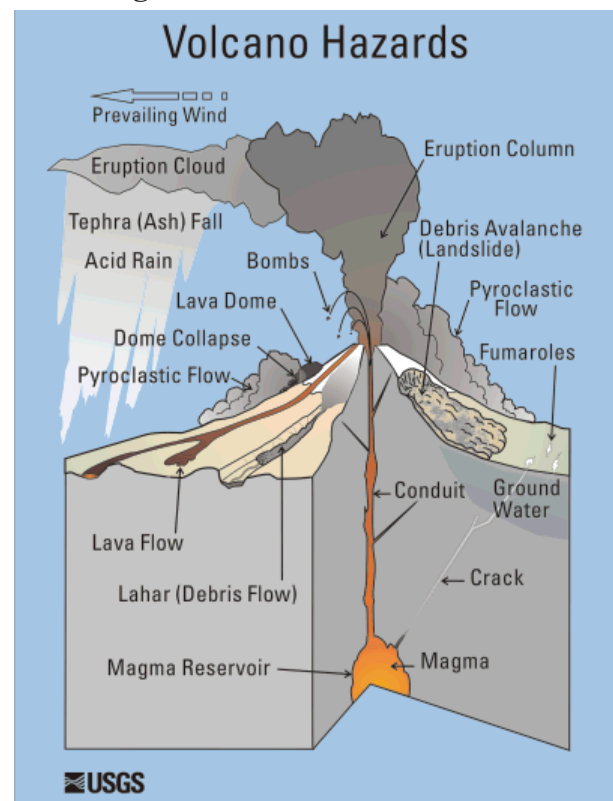 Volcano Hazards
Prevailing Wind
Eruption Cloud
Eruption Column
Tephra (Ash) Fall
Debris Avalanche
(Landslide)
Acid Rain
Bombs
Pyroclastic
Flow
Lava Dome
Dome Collapse
Fumaroles
Pyroclastic Flow
Conduit
Ground
Water
Lava Flow
Crack
Lahar (Debris Flow)
Magma Reservoir
Magma
USGS